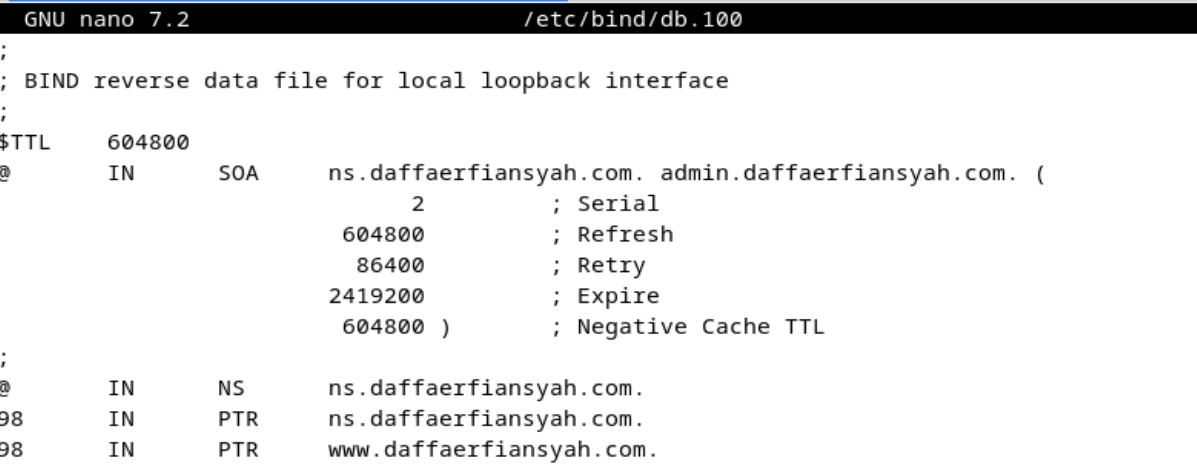 GNU nano 7.2 /etc/bind/db.100
;
; BIND reverse data file for local loopback interface
;
$TTL 604800
@ IN SOA ns.daffaerfiansyah.com. admin.daffaerfiansyah.com. (
2 ; Serial
604800 ; Refresh
86400 ; Retry
2419200 ; Expire
604800 ) ; Negative Cache TTL
;
@ IN NS ns.daffaerfiansyah.com.
98 IN PTR ns.daffaerfiansyah.com.
98 IN PTR www.daffaerfiansyah.com.